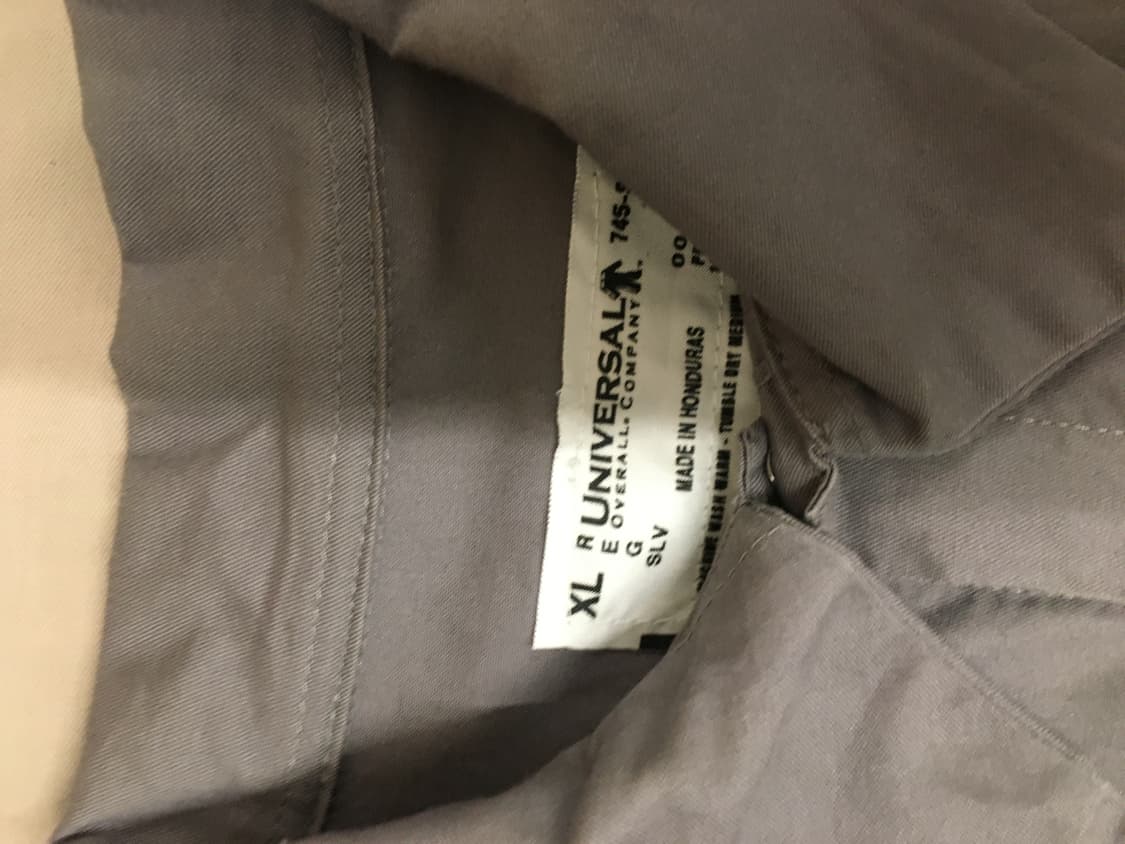 XL R UNIVERSAL 745-
E OVERALL. COMPANY.
G
SLV
MADE IN HONDURAS
WASH WARM - TUMBLE DRY